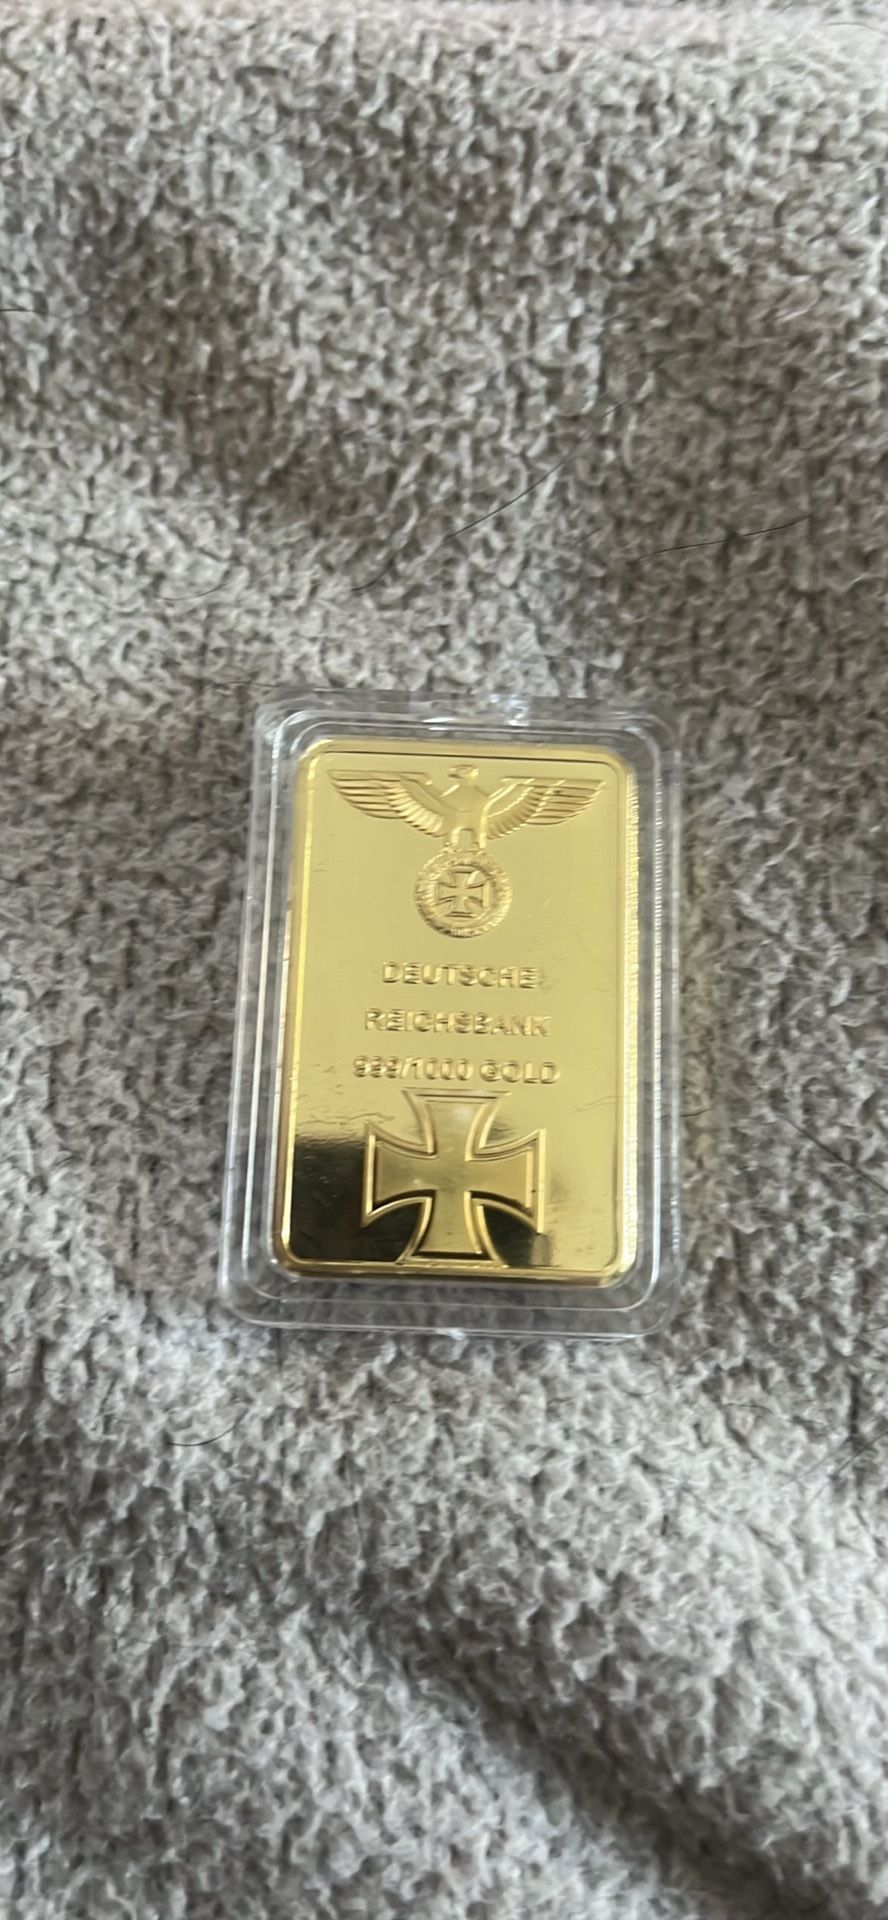 DEUTSCHE
REICHSBANK
999/1000 GOLD